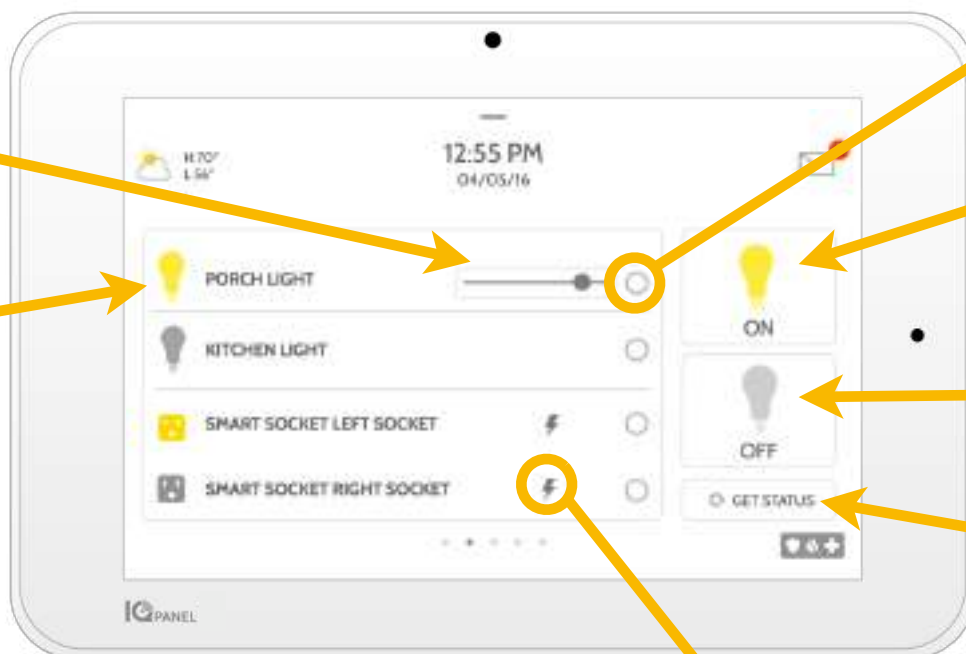 H:70°
L:56°
12:55 PM
04/05/16
PORCH LIGHT
ON
KITCHEN LIGHT
SMART SOCKET LEFT SOCKET
OFF
SMART SOCKET RIGHT SOCKET
GET STATUS
IQ PANEL